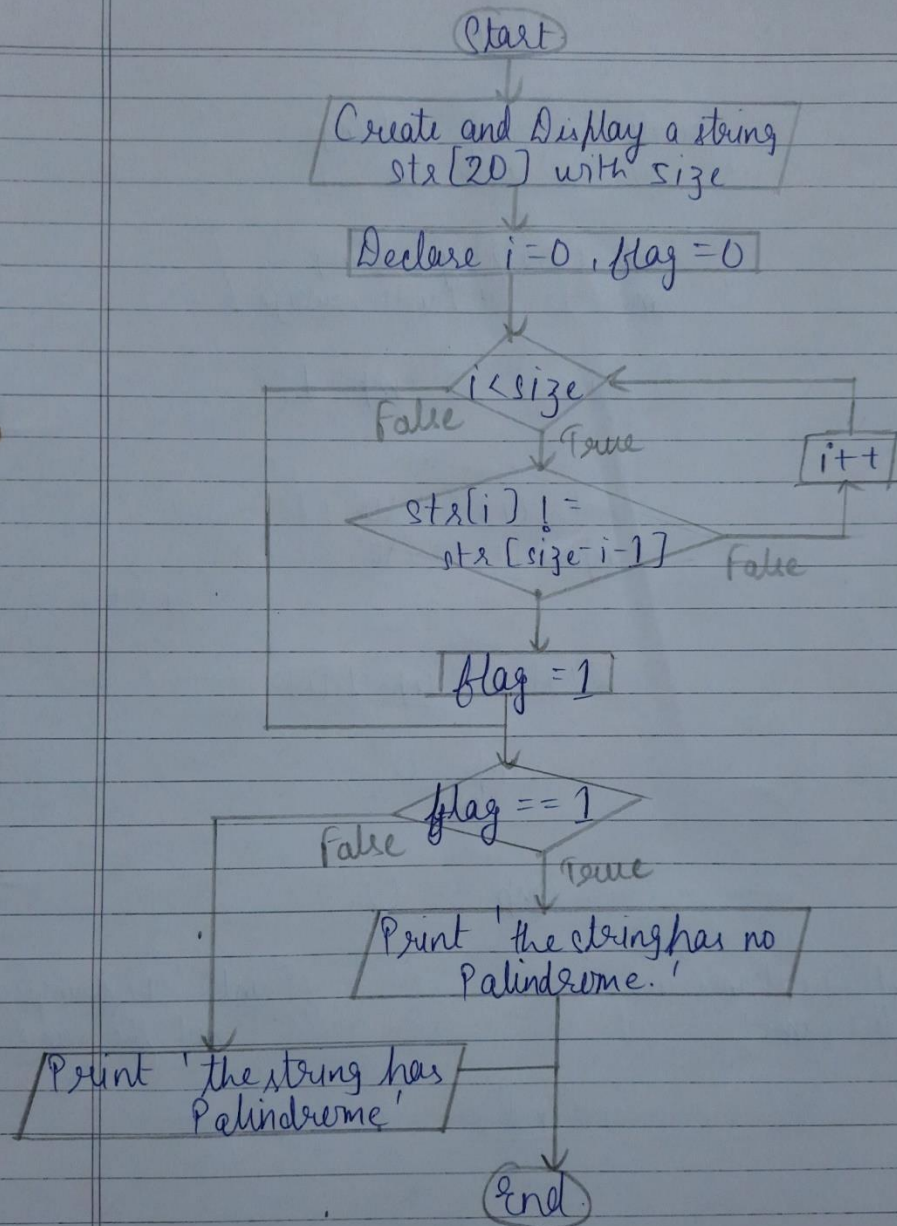 Start
Create and Display a string
str[20] with size
Declare i=0, flag=0
i<size
False
True
i++
str[i] !=
str[size-i-1]
False
flag =1
flag == 1
False
True
Print 'the string has no
Palindrome.'
Print 'the string has
Palindrome'
End